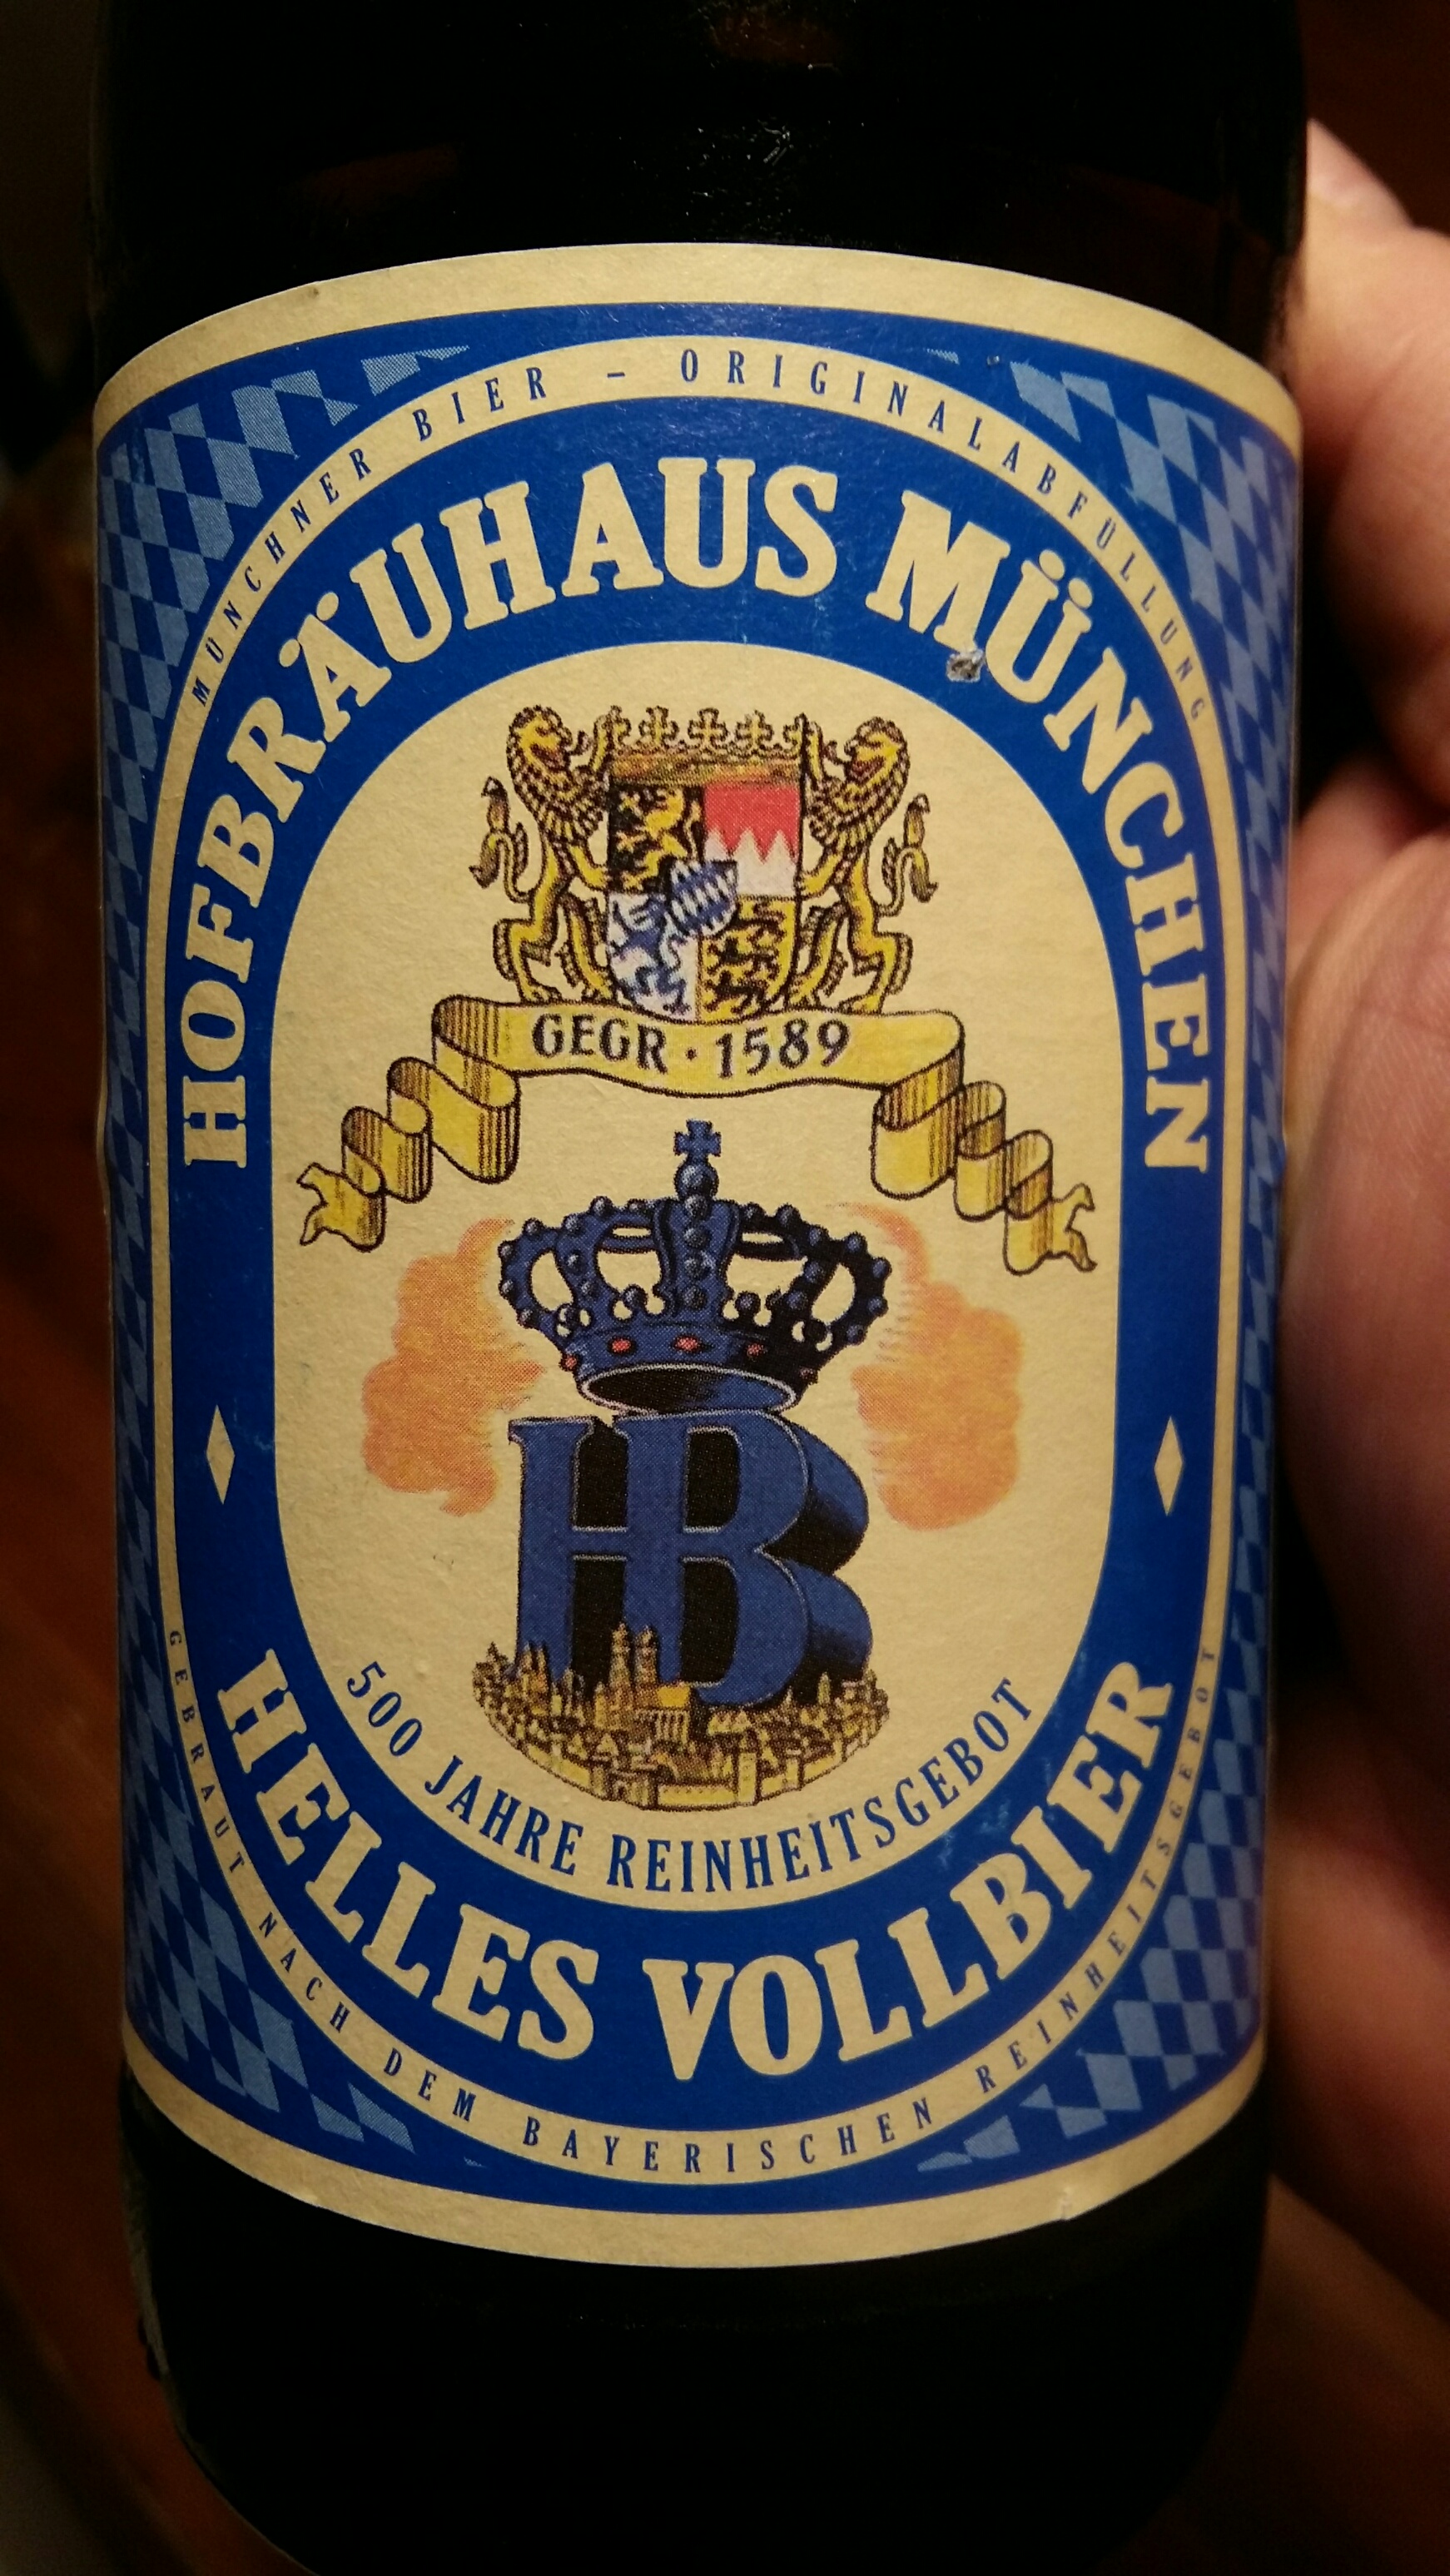 MÜNCHNER BIER – ORIGINALABFÜLLUNG
HOFBRÄUHAUS MÜNCHEN
GEGR · 1589
HB
500 JAHRE REINHEITSGEBOT
HELLES VOLLBIER
GEBRAUT NACH DEM BAYERISCHEN REINHEITSGEBOT